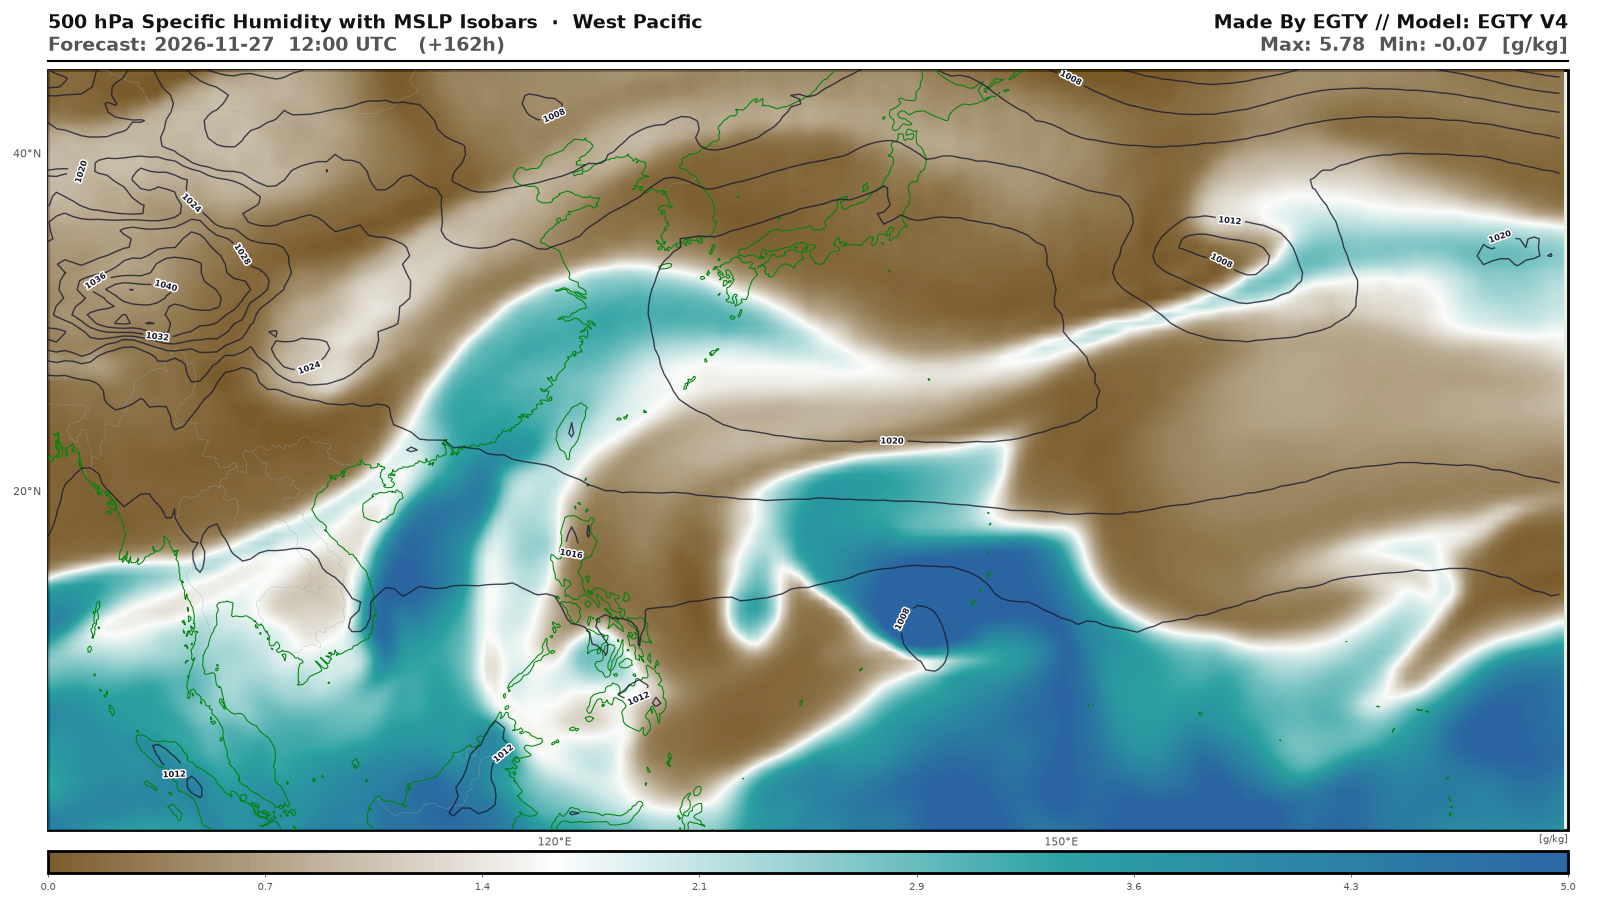 500 hPa Specific Humidity with MSLP Isobars · West Pacific
Made By EGTY // Model: EGTY V4
Forecast: 2026-11-27 12:00 UTC (+162h)
Max: 5.78 Min: -0.07 [g/kg]
1008
1008
40°N
1020
1024
1012
1020
1028
1008
1036
1040
1032
1024
1020
20°N
1016
1008
1012
1012
1012
120°E
150°E
[g/kg]
0.0 0.7 1.4 2.1 2.9 3.6 4.3 5.0